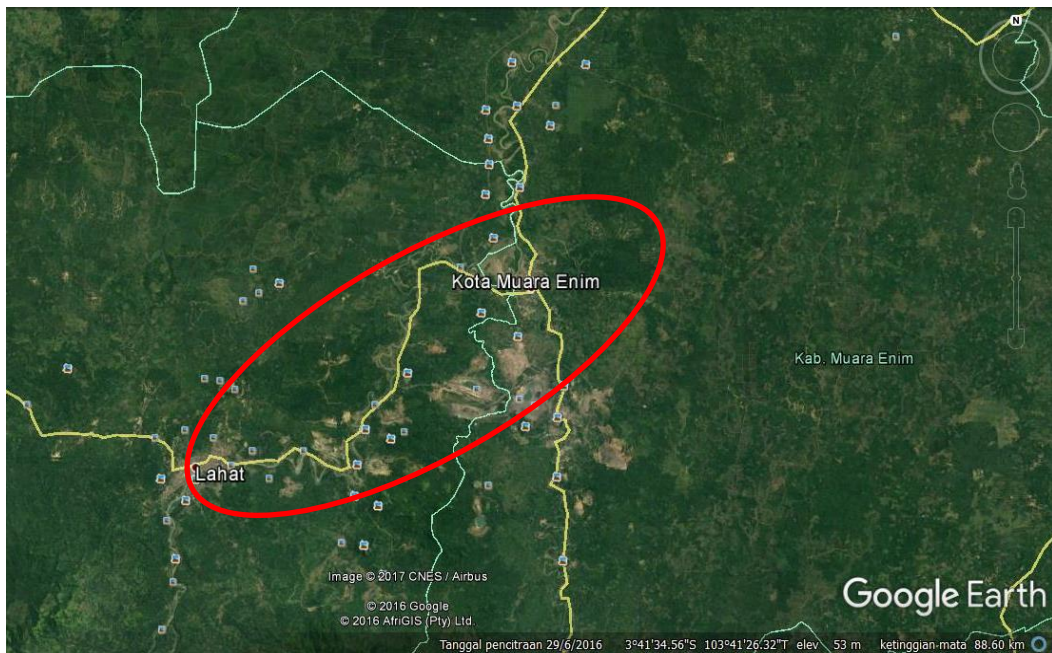 N
Kota Muara Enim
Kab. Muara Enim
Lahat
Image © 2017 CNES / Airbus
© 2016 Google
© 2016 AfriGIS (Pty) Ltd.
Google Earth
Tanggal pencitraan 29/6/2016 3°41'34.56"S 103°41'26.32"T elev 53 m ketinggian-mata 88.60 km